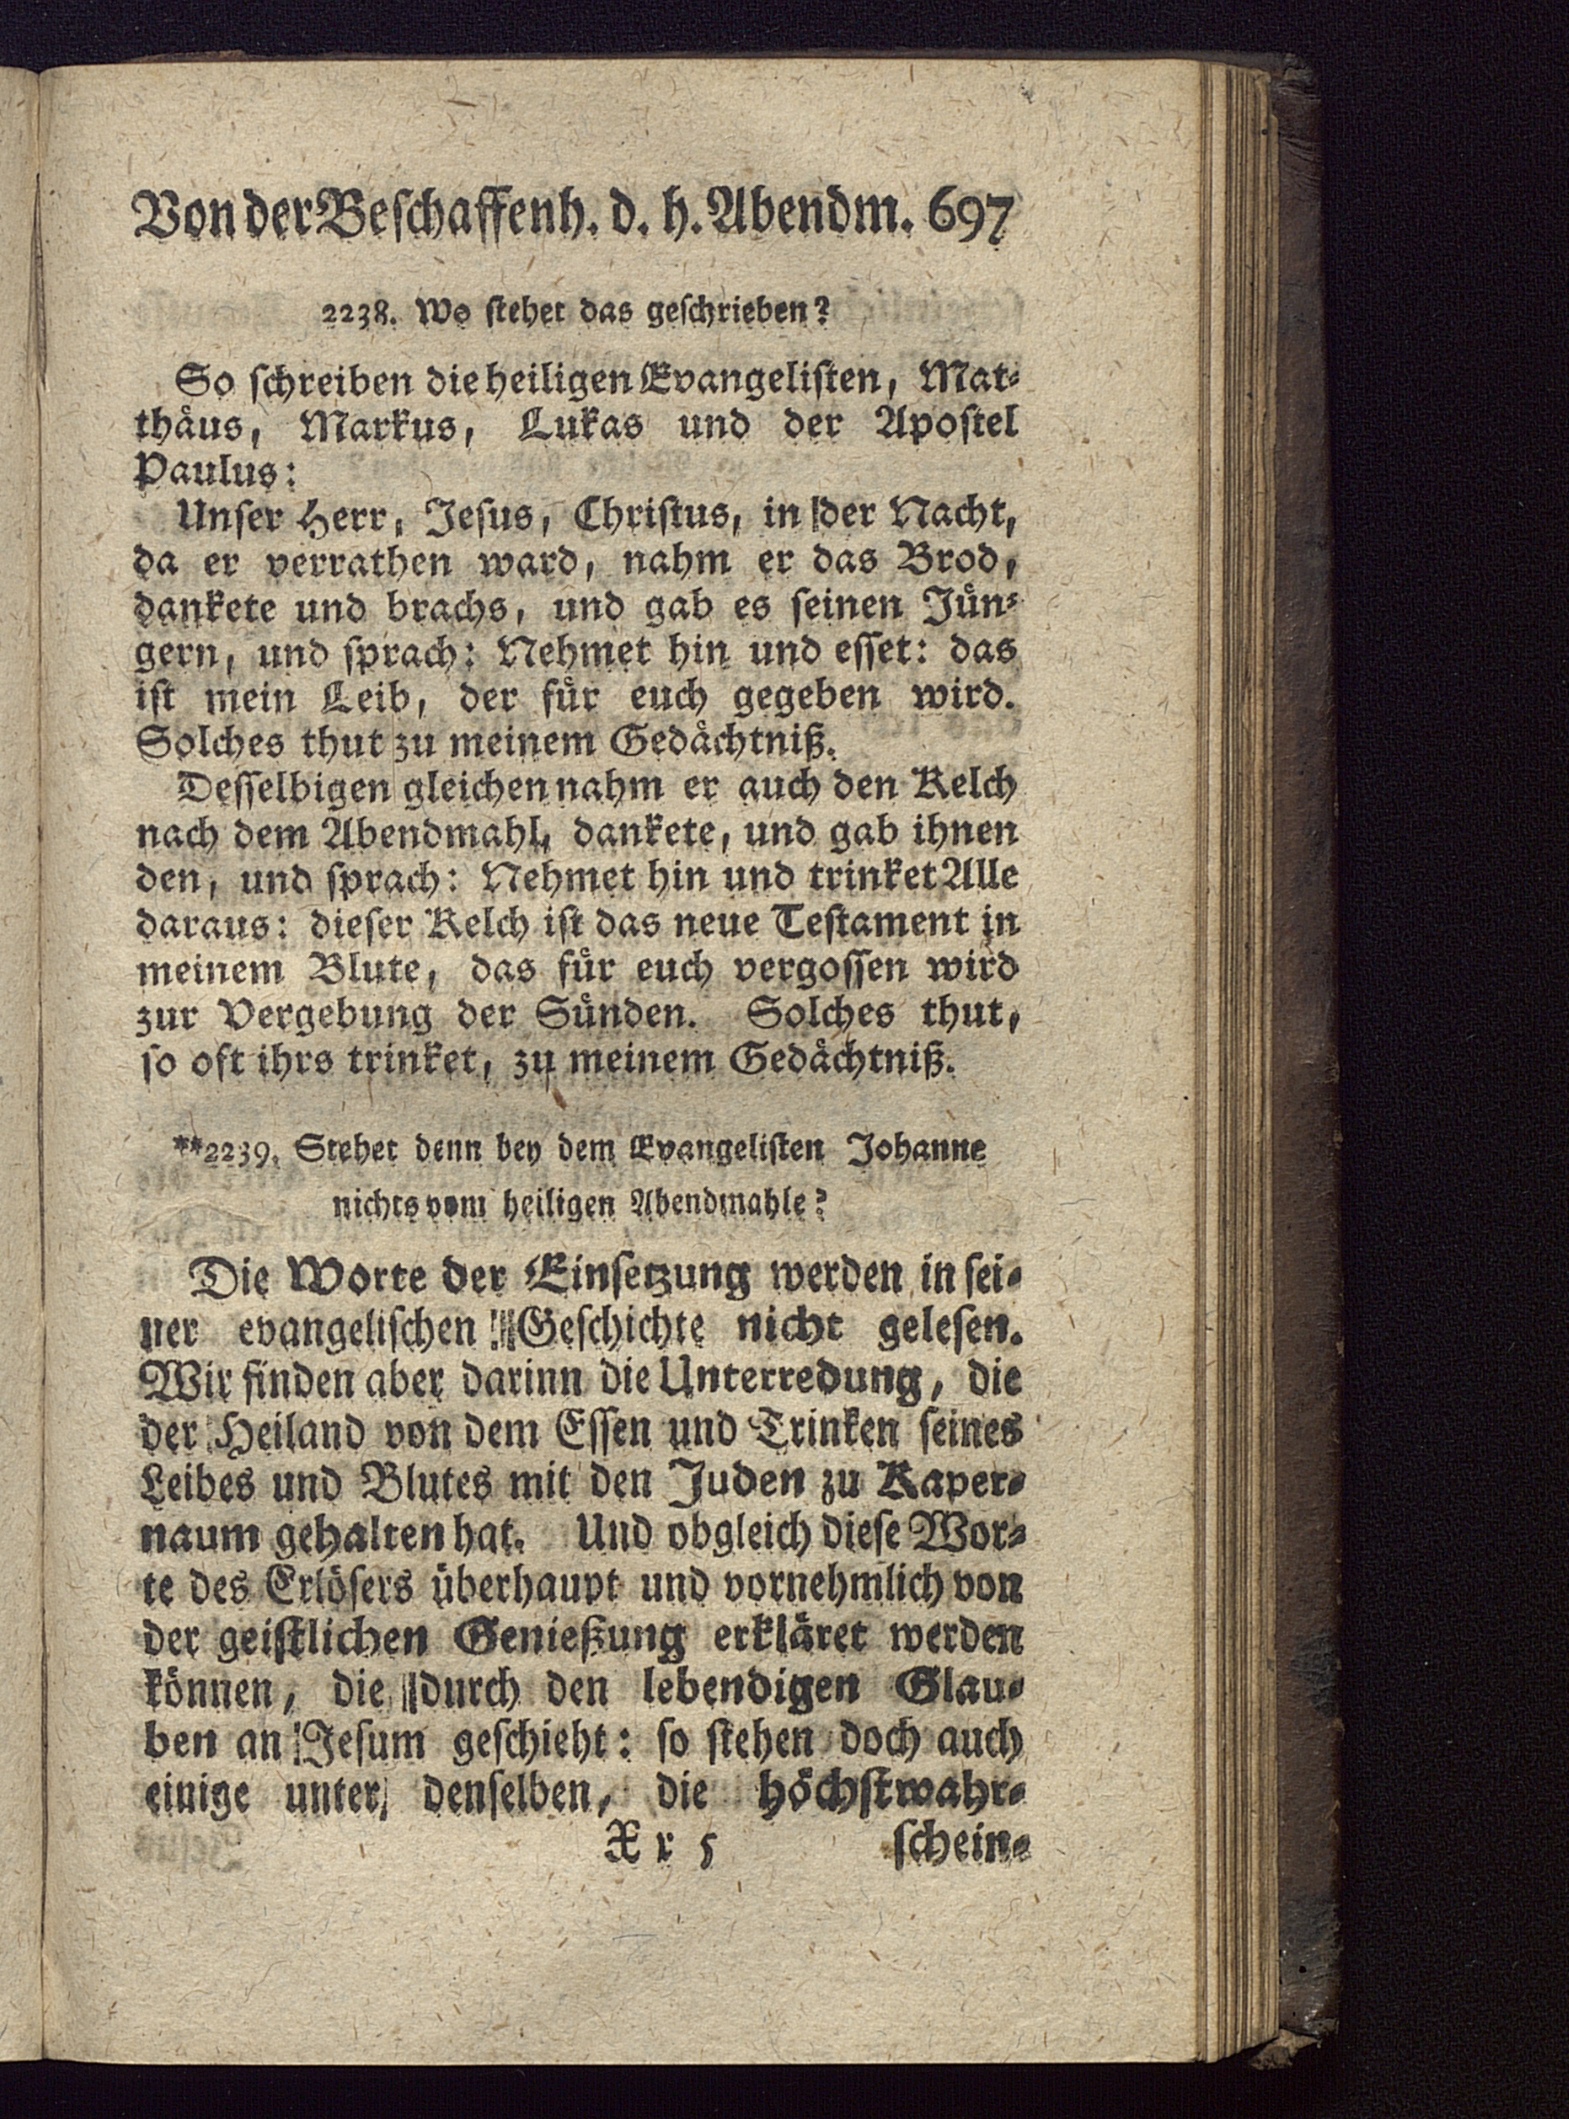 Von der Beschaffenh. d. h. Abendm. 697
2238. Wo stehet das geschrieben?
So schreiben die heiligen Evangelisten, Mat-
thäus, Markus, Lukas und der Apostel
Paulus:
Unser Herr, Jesus, Christus, in der Nacht,
da er verrathen ward, nahm er das Brod,
dankete und brachs, und gab es seinen Jün-
gern, und sprach: Nehmet hin und esset: das
ist mein Leib, der für euch gegeben wird.
Solches thut zu meinem Gedächtniß.
Desselbigen gleichen nahm er auch den Kelch
nach dem Abendmahl, dankete, und gab ihnen
den, und sprach: Nehmet hin und trinket Alle
daraus: dieser Kelch ist das neue Testament in
meinem Blute, das für euch vergossen wird
zur Vergebung der Sünden. Solches thut,
so oft ihrs trinket, zu meinem Gedächtniß.
**2239. Stehet denn bey dem Evangelisten Johanne
nichts vom heiligen Abendmahle?
Die Worte der Einsetzung werden in sei-
ner evangelischen Geschichte nicht gelesen.
Wir finden aber darinn die Unterredung, die
der Heiland von dem Essen und Trinken seines
Leibes und Blutes mit den Juden zu Kaper-
naum gehalten hat. Und obgleich diese Wor-
te des Erlösers überhaupt und vornehmlich von
der geistlichen Genießung erkläret werden
können, die durch den lebendigen Glau-
ben an Jesum geschieht: so stehen doch auch
einige unter denselben, die höchstwahr-
Xx 5 schein-